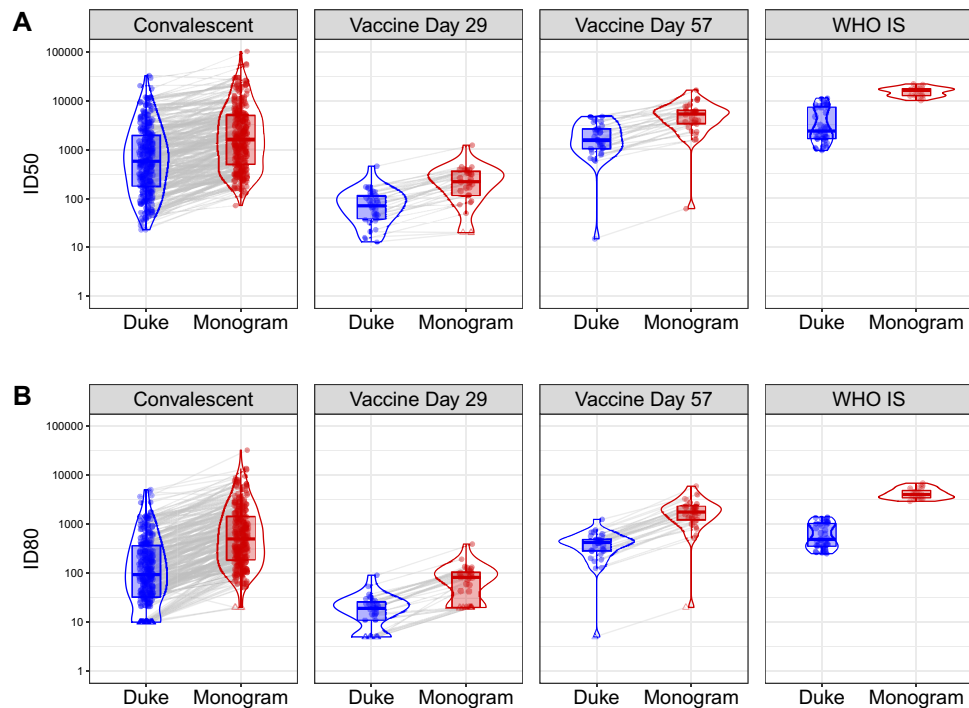 A
Convalescent Vaccine Day 29 Vaccine Day 57 WHO IS
ID50
100000
10000
1000
100
10
1
Duke Monogram Duke Monogram Duke Monogram Duke Monogram
B
Convalescent Vaccine Day 29 Vaccine Day 57 WHO IS
ID80
100000
10000
1000
100
10
1
Duke Monogram Duke Monogram Duke Monogram Duke Monogram